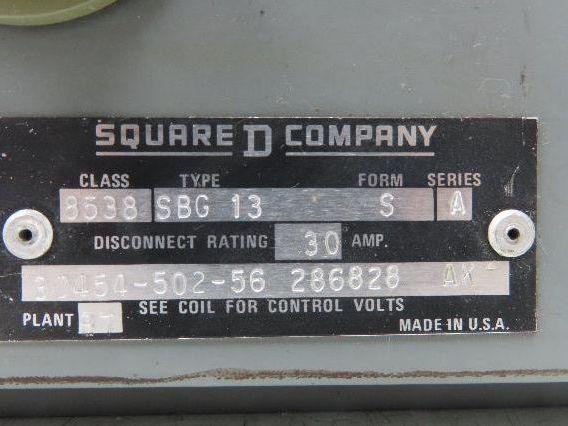 SQUARE D COMPANY
CLASS TYPE FORM SERIES
8538 SBG 13 S A
DISCONNECT RATING 30 AMP.
286828
SEE COIL FOR CONTROL VOLTS
PLANT
MADE IN U.S.A.